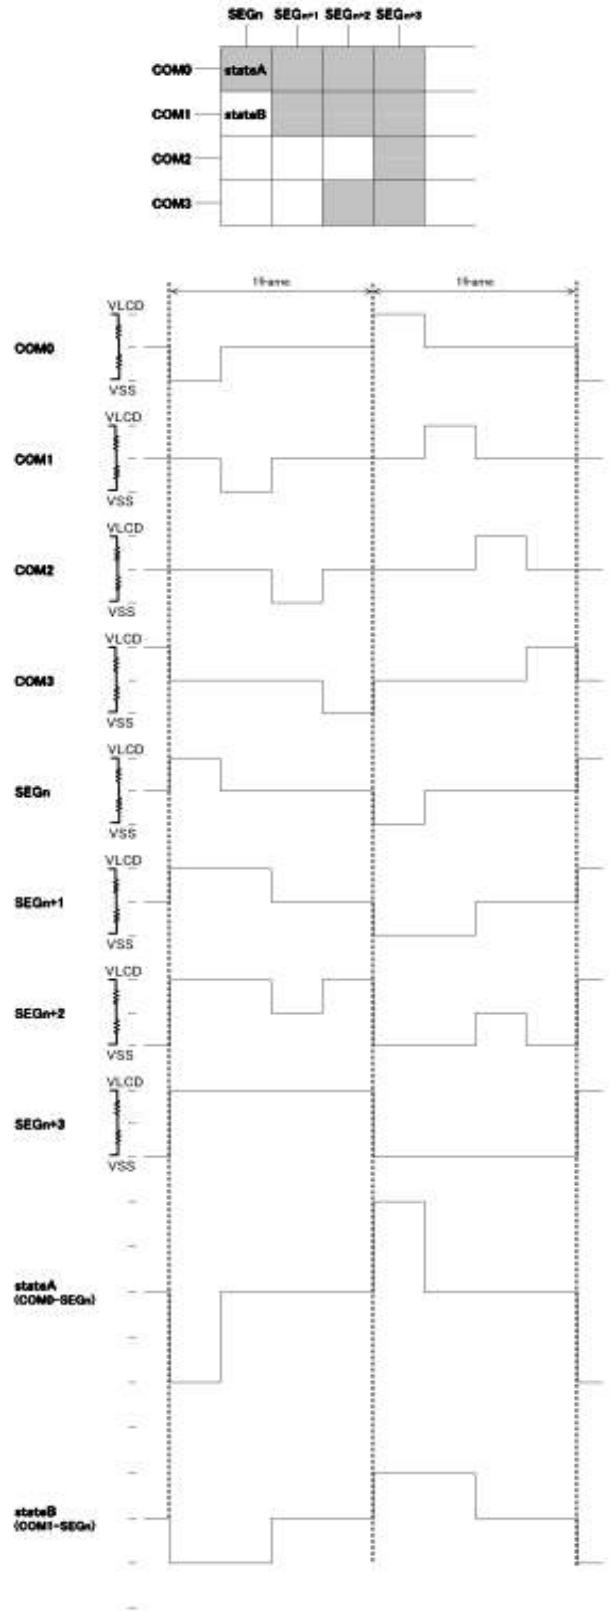 SEGn SEGn+1 SEGn+2 SEGn+3
COM0 stateA
COM1 stateB
COM2
COM3
1frame 1frame
VLCD
COM0
VSS
VLCD
COM1
VSS
VLCD
COM2
VSS
VLCD
COM3
VSS
VLCD
SEGn
VSS
VLCD
SEGn+1
VSS
VLCD
SEGn+2
VSS
VLCD
SEGn+3
VSS
stateA
(COM0-SEGn)
stateB
(COM1-SEGn)